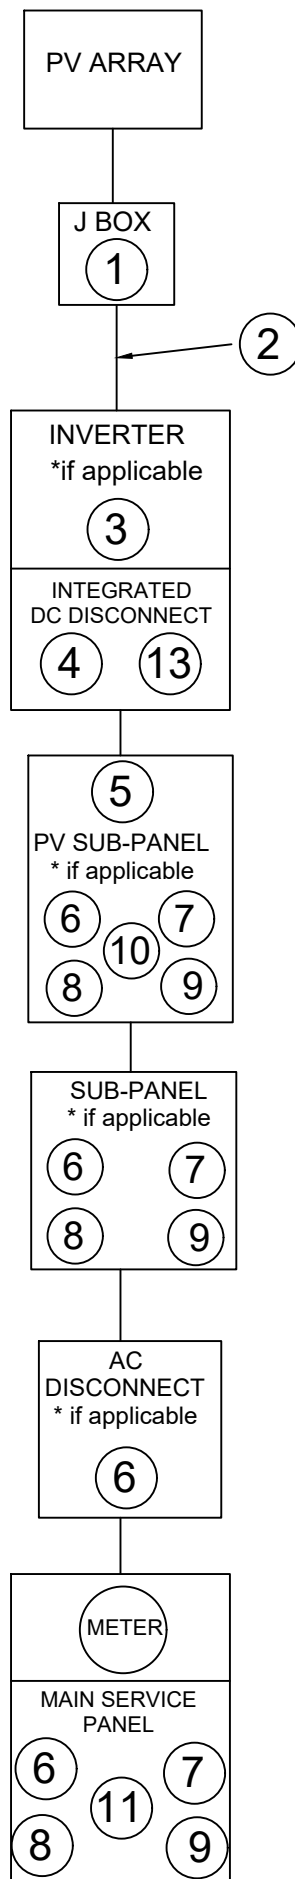 PV ARRAY
J BOX
1
2
INVERTER
*if applicable
3
INTEGRATED
DC DISCONNECT
4 13
5
PV SUB-PANEL
* if applicable
6 7
10
8 9
SUB-PANEL
* if applicable
6 7
8 9
AC
DISCONNECT
* if applicable
6
METER
MAIN SERVICE
PANEL
6 7
11
8 9